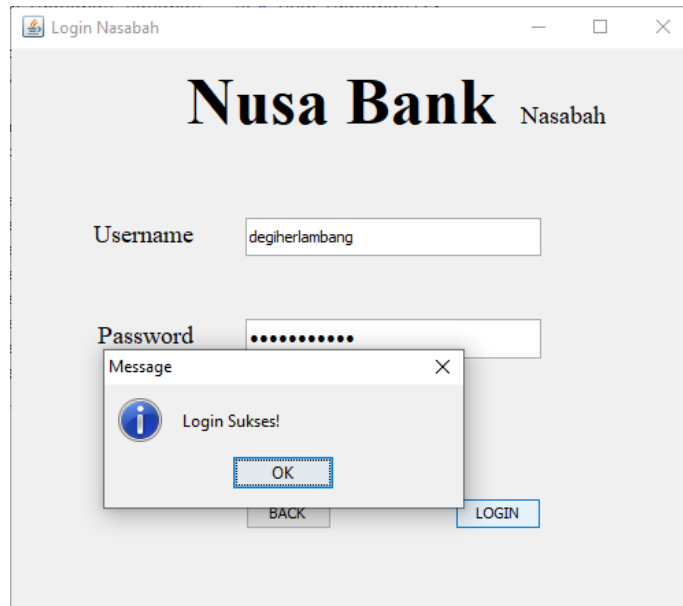 Login Nasabah
Nusa Bank Nasabah
Username degiherlambang
Password •••••••••••
Message
Login Sukses!
OK
BACK LOGIN